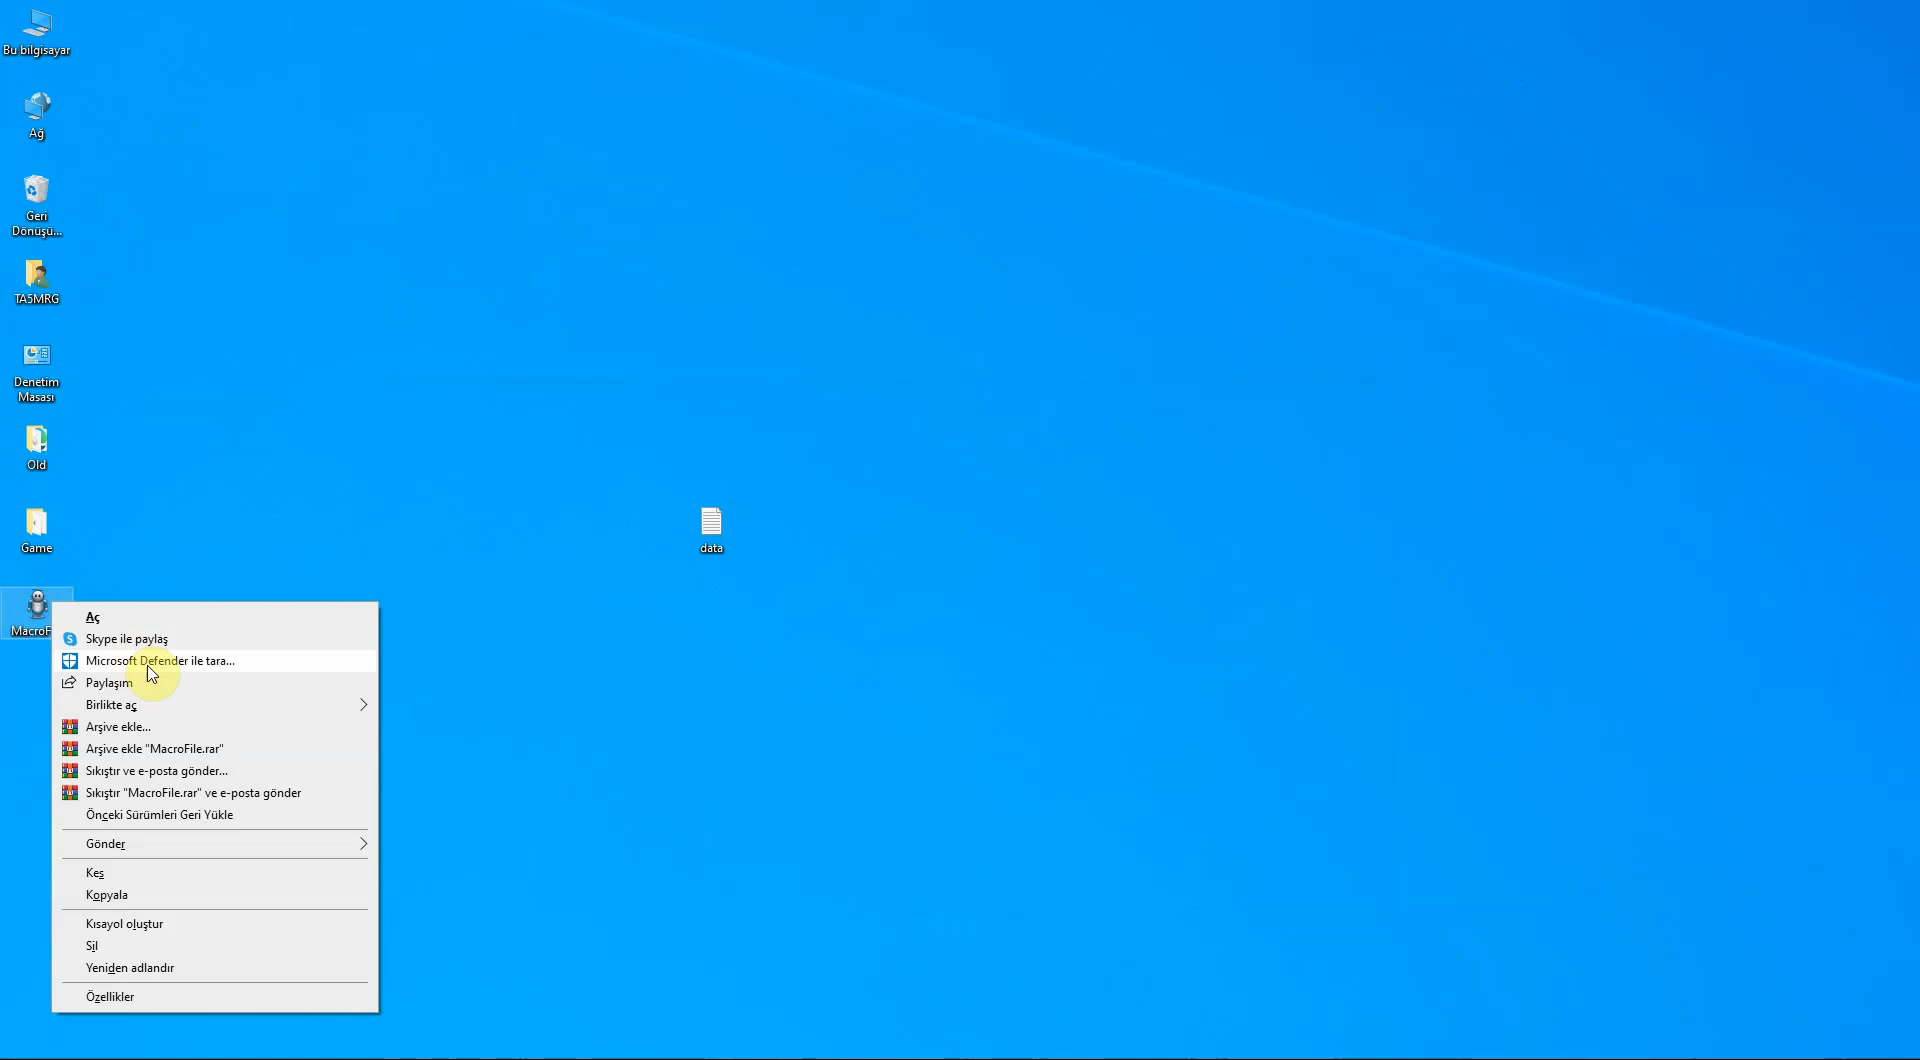 Bu bilgisayar
Ağ
Geri
Dönüşü...
TA5MRG
Denetim
Masası
Old
Game
data
MacroF
Aç
Skype ile paylaş
Microsoft Defender ile tara...
Paylaşım
Birlikte aç
Arşive ekle...
Arşive ekle "MacroFile.rar"
Sıkıştır ve e-posta gönder...
Sıkıştır "MacroFile.rar" ve e-posta gönder
Önceki Sürümleri Geri Yükle
Gönder
Kes
Kopyala
Kısayol oluştur
Sil
Yeniden adlandır
Özellikler